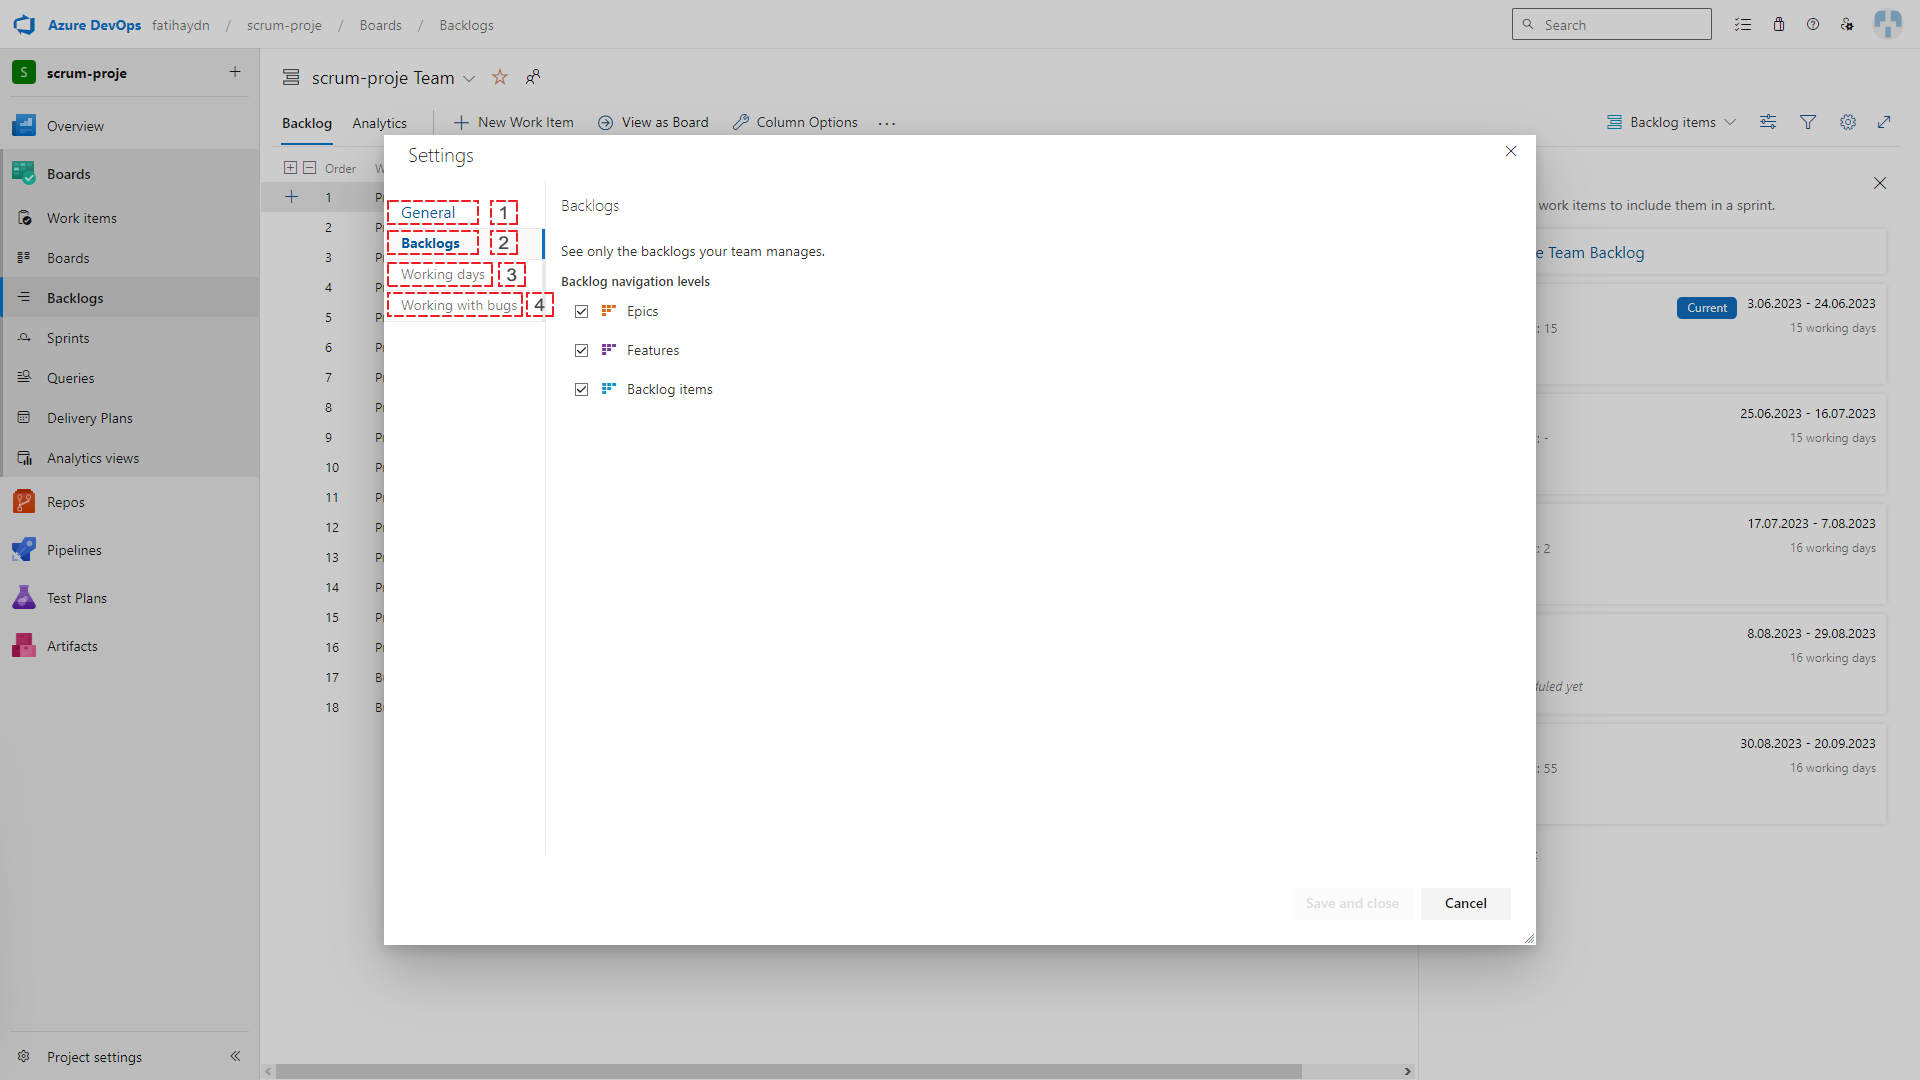 Azure DevOps fatihaydn / scrum-proje / Boards / Backlogs
Search
S scrum-proje
Overview
Boards
Work items
Boards
Backlogs
Sprints
Queries
Delivery Plans
Analytics views
Repos
Pipelines
Test Plans
Artifacts
Project settings
scrum-proje Team
Backlog Analytics New Work Item View as Board Column Options ...
Backlog items
Order
1
2
3
4
5
6
7
8
9
10
11
12
13
14
15
16
17
18
Settings
General 1
Backlogs 2
Working days 3
Working with bugs 4
Backlogs
See only the backlogs your team manages.
Backlog navigation levels
Epics
Features
Backlog items
Save and close Cancel
work items to include them in a sprint.
e Team Backlog
Current 3.06.2023 - 24.06.2023
: 15 15 working days
25.06.2023 - 16.07.2023
: - 15 working days
17.07.2023 - 7.08.2023
: 2 16 working days
8.08.2023 - 29.08.2023
16 working days
duled yet
30.08.2023 - 20.09.2023
: 55 16 working days